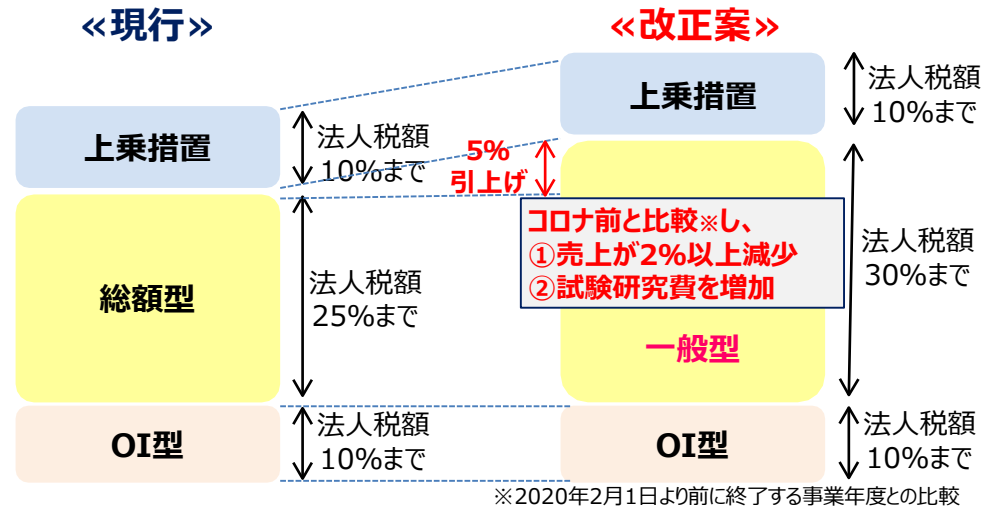 ≪現行≫
上乗措置
法人税額
10%まで
総額型
法人税額
25%まで
OI型
法人税額
10%まで
≪改正案≫
上乗措置
法人税額
10%まで
5%
引上げ
コロナ前と比較※し、
①売上が2%以上減少
②試験研究費を増加
一般型
法人税額
30%まで
OI型
法人税額
10%まで
※2020年2月1日より前に終了する事業年度との比較